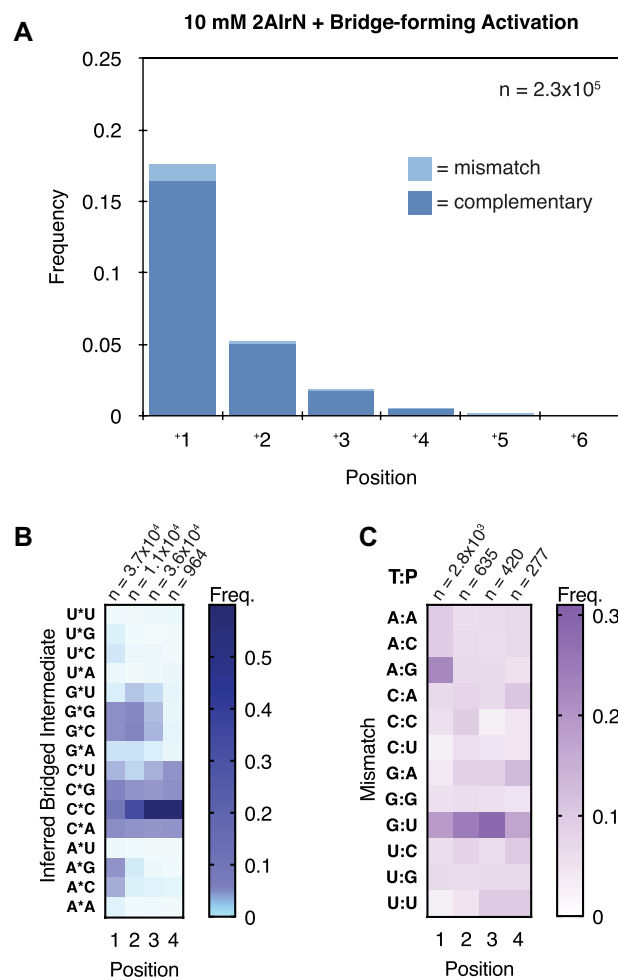 10 mM 2AIrN + Bridge-forming Activation
A
0.25
0.2
0.15
0.1
0.05
0
Frequency
n = 2.3x10⁵
= mismatch
= complementary
⁺1 ⁺2 ⁺3 ⁺4 ⁺5 ⁺6
Position
B
n = 3.7x10⁴
n = 1.1x10⁴
n = 3.6x10⁴
n = 964
Freq.
Inferred Bridged Intermediate
U*U
U*G
U*C
U*A
G*U
G*G
G*C
G*A
C*U
C*G
C*C
C*A
A*U
A*G
A*C
A*A
0.5
0.4
0.3
0.2
0.1
0
1 2 3 4
Position
C
T:P
n = 2.8x10³
n = 635
n = 420
n = 277
Freq.
Mismatch
A:A
A:C
A:G
C:A
C:C
C:U
G:A
G:G
G:U
U:C
U:G
U:U
0.3
0.2
0.1
0
1 2 3 4
Position